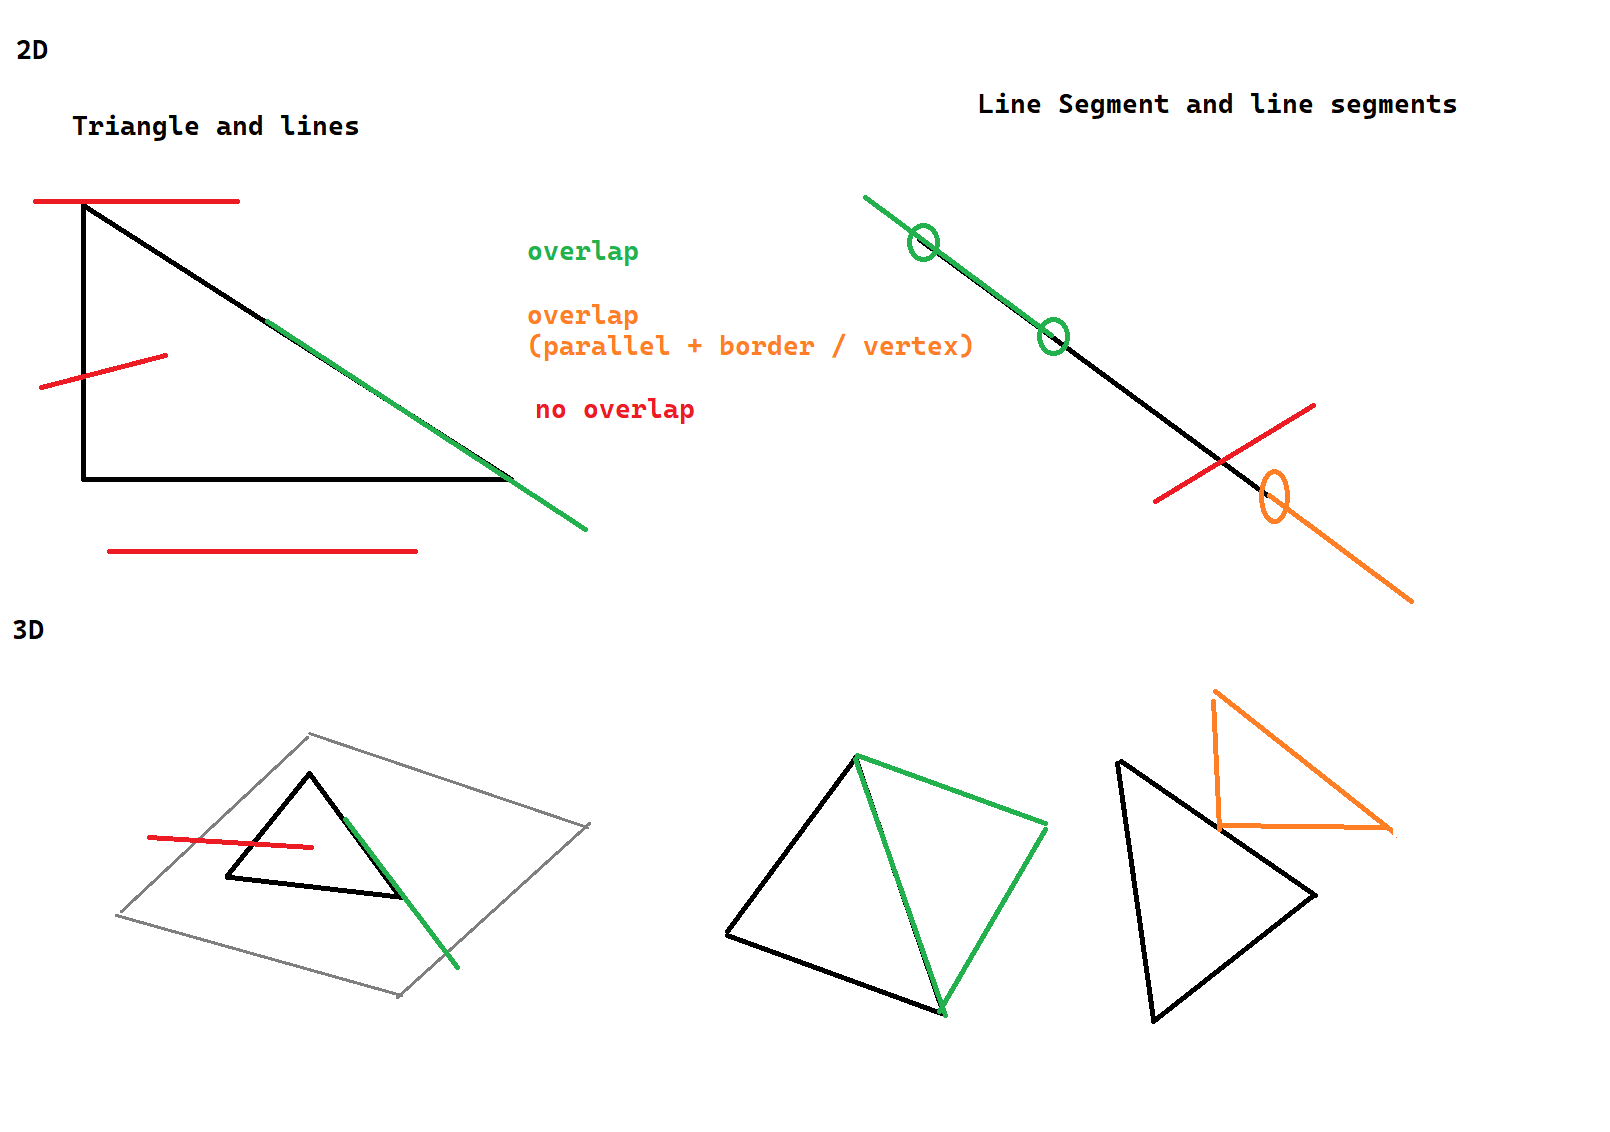 2D
Triangle and lines
Line Segment and line segments
overlap
overlap
(parallel + border / vertex)
no overlap
3D